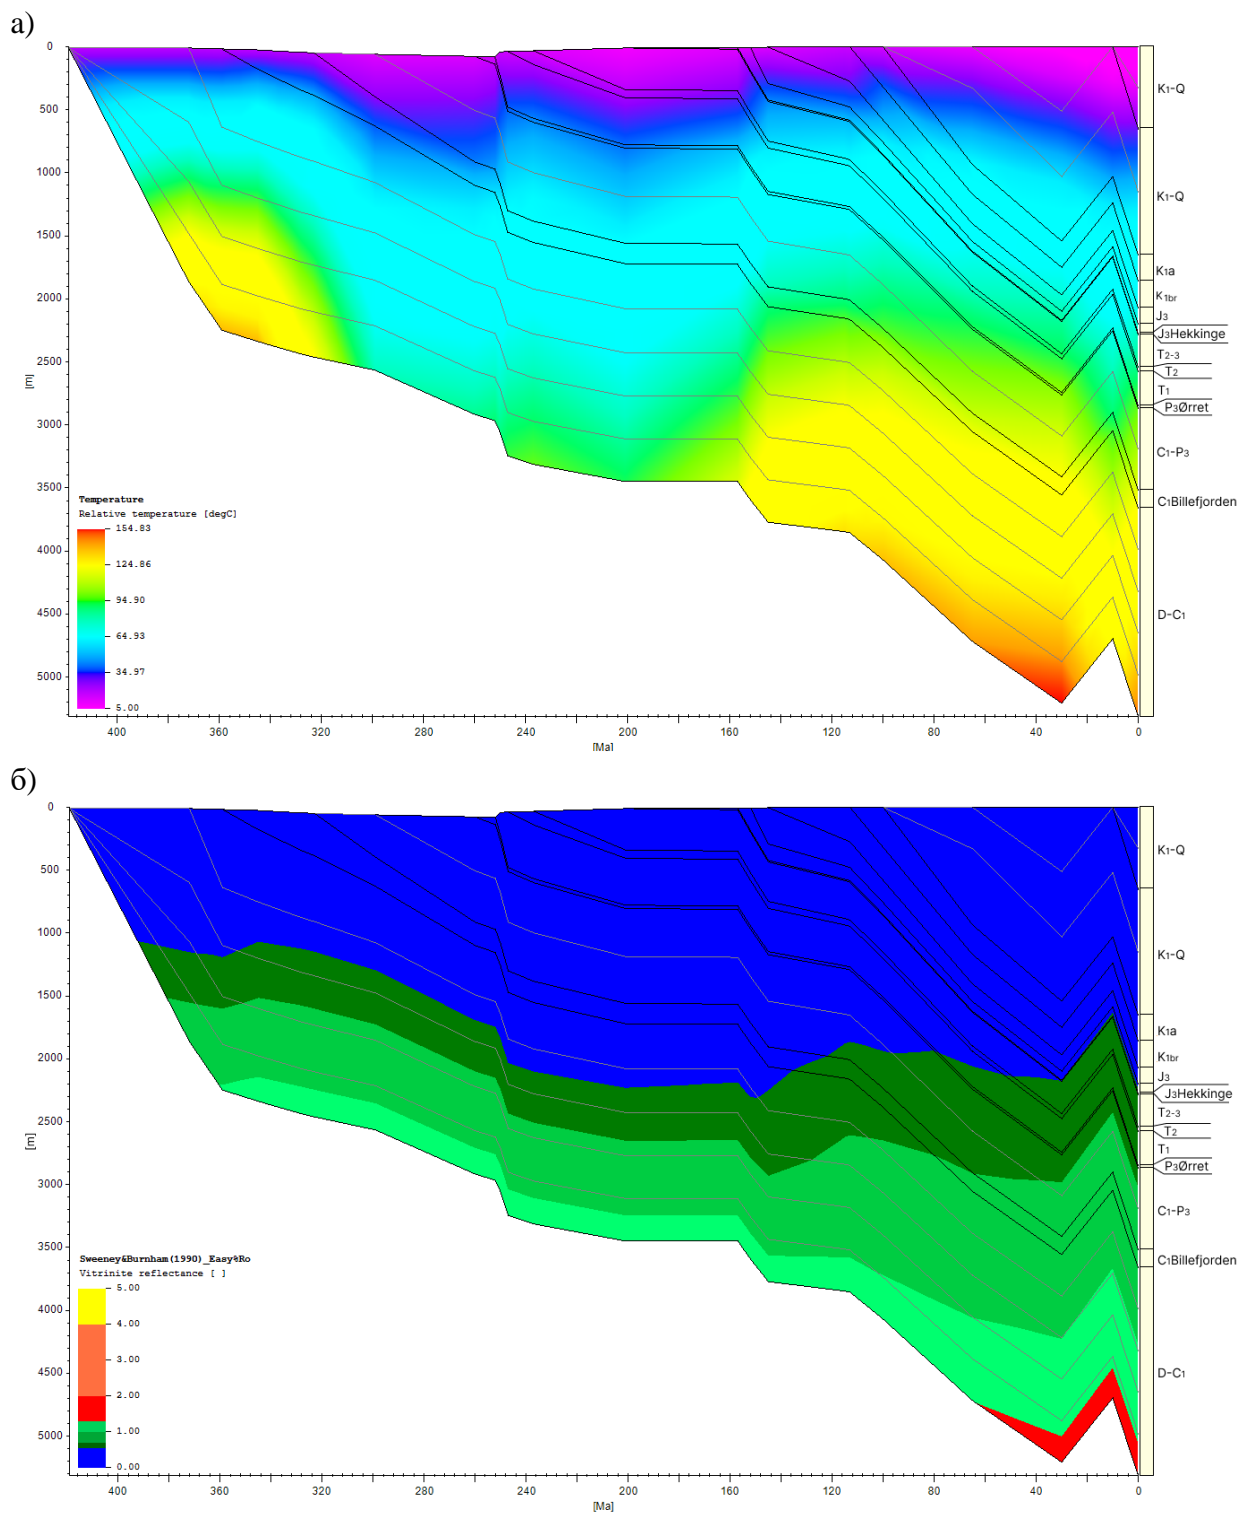 а)
0
500
1000
1500
2000
2500
3000
3500
4000
4500
5000
[m]
Temperature
Relative temperature [degC]
154.83
124.86
94.90
64.93
34.97
5.00
400
360
320
280
240
200
160
120
80
40
0
[Ma]
K1-Q
K1-Q
K1a
K1br
J3
J3Hekkinge
T2-3
T2
T1
P3Ørret
C1-P3
C1Billefjorden
D-C1
б)
0
500
1000
1500
2000
2500
3000
3500
4000
4500
5000
[m]
Sweeney&Burnham(1990)_Easy%Ro
Vitrinite reflectance [ ]
5.00
4.00
3.00
2.00
1.00
0.00
400
360
320
280
240
200
160
120
80
40
0
[Ma]
K1-Q
K1-Q
K1a
K1br
J3
J3Hekkinge
T2-3
T2
T1
P3Ørret
C1-P3
C1Billefjorden
D-C1